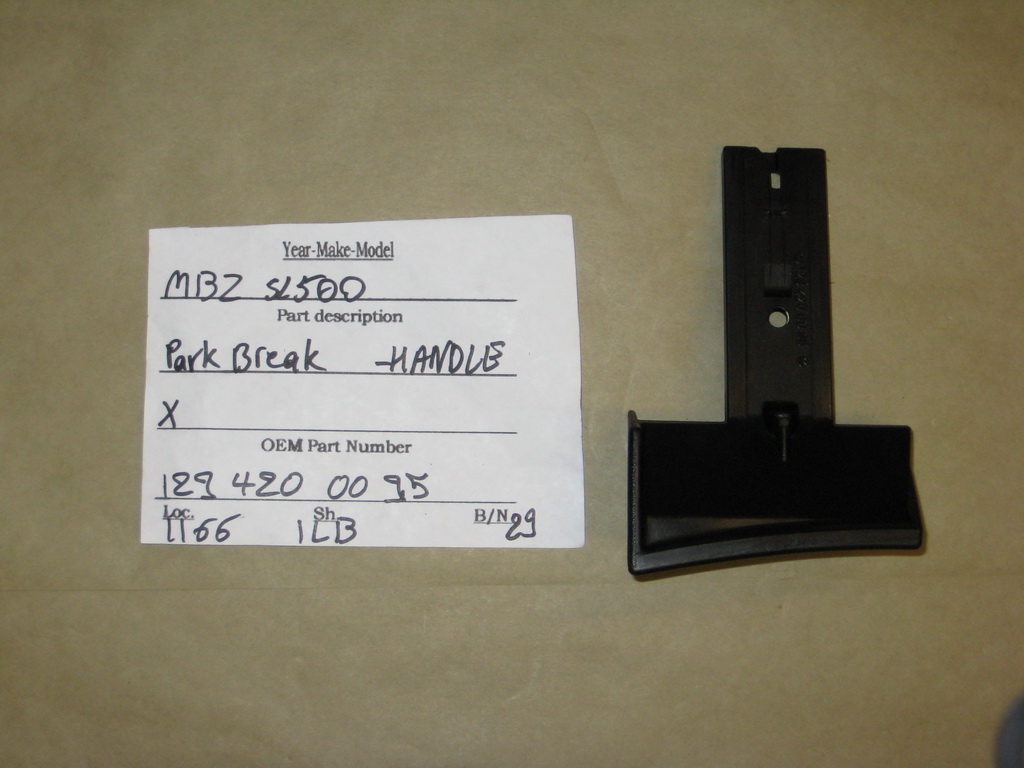 Year-Make-Model
MBZ SL500
Part description
Park Break -HANDLE
X
OEM Part Number
129 420 00 95
Loc. Sh B/N
1166 1LB 29